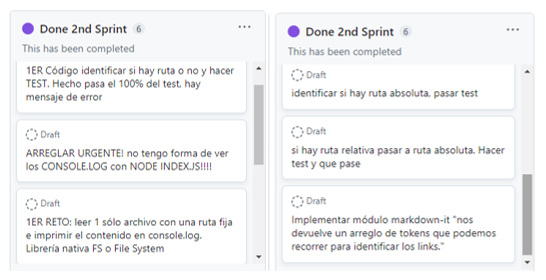 Done 2nd Sprint 6 ...
This has been completed
1ER Código identificar si hay ruta o no y hacer
TEST. Hecho pasa el 100% del test, hay
mensaje de error
Draft
ARREGLAR URGENTE! no tengo forma de ver
los CONSOLE.LOG con NODE INDEX.JS!!!!
Draft
1ER RETO: leer 1 sólo archivo con una ruta fija
e imprimir el contenido en console.log.
Librería nativa FS o File System
Done 2nd Sprint 6 ...
This has been completed
Draft
identificar si hay ruta absoluta, pasar test
Draft
si hay ruta relativa pasar a ruta absoluta. Hacer
test y que pase
Draft
Implementar módulo markdown-it "nos
devuelve un arreglo de tokens que podemos
recorrer para identificar los links."